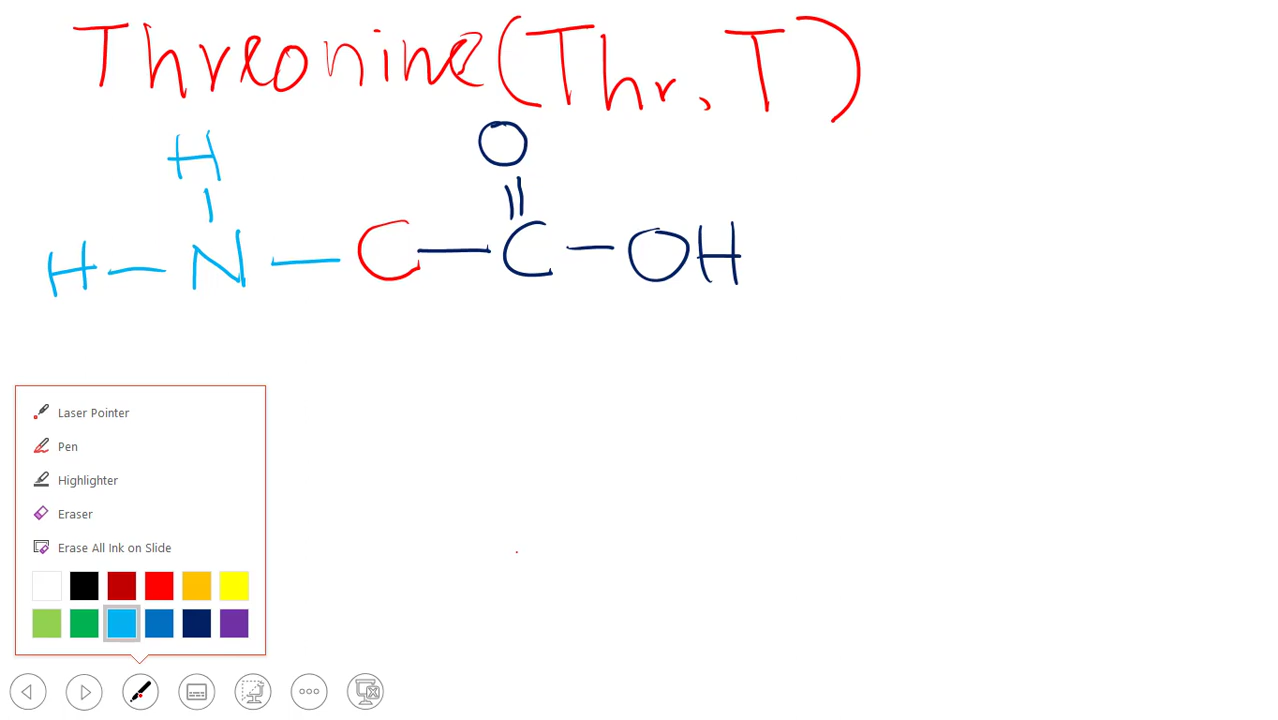 Threonine (Thr, T)
O
H
||
H — N — C — C — OH
Laser Pointer
Pen
Highlighter
Eraser
Erase All Ink on Slide